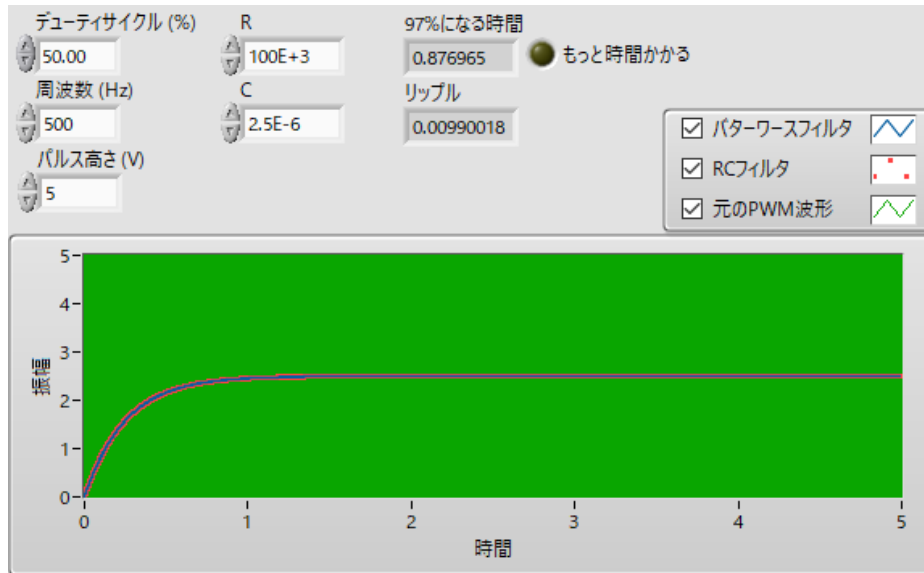 デューティサイクル (%)
50.00
R
100E+3
97%になる時間
0.876965
もっと時間かかる
周波数 (Hz)
500
C
2.5E-6
リップル
0.00990018
パルス高さ (V)
5
バターワースフィルタ
RCフィルタ
元のPWM波形
5
4
3
2
1
0
振幅
0
1
2
3
4
5
時間